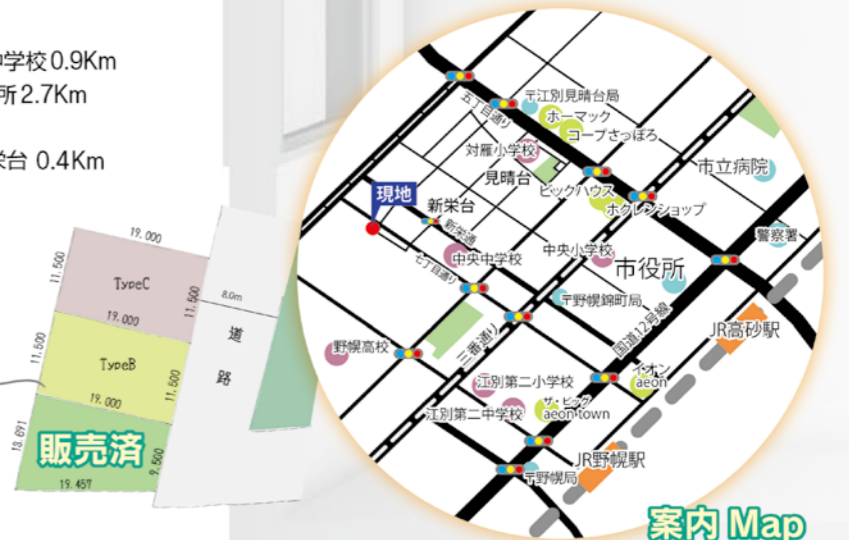 中学校0.9Km
所2.7Km
栄台 0.4Km
19.000
11.500
TypeC
11.500
19.000
8.0m
道路
11.500
TypeB
11.500
19.000
13.691
販売済
9.500
19.457
〒江別見晴台局
五丁目通り
ホーマック
コープさっぽろ
対雁小学校
見晴台
市立病院
ビックハウス
現地
新栄台
ホクレンショップ
新栄通
警察署
中央中学校
中央小学校
七丁目通り
市役所
〒野幌錦町局
国道12号線
JR高砂駅
三番通り
野幌高校
イオン
aeon
江別第二小学校
ザ・ビッグ
aeon town
江別第二中学校
JR野幌駅
〒野幌局
案内 Map